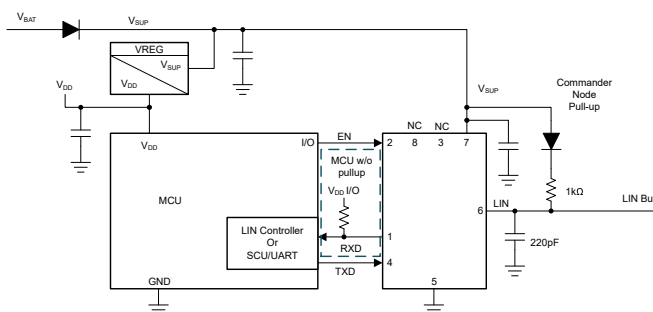 VBAT
VSUP
VREG
VSUP
VDD
VDD
VSUP
Commander
Node
Pull-up
VDD
I/O
EN
2
NC
8
NC
3
7
MCU w/o
pullup
VDD I/O
MCU
1kΩ
LIN
LIN Bu
6
LIN Controller
Or
SCU/UART
1
RXD
220pF
4
TXD
GND
5